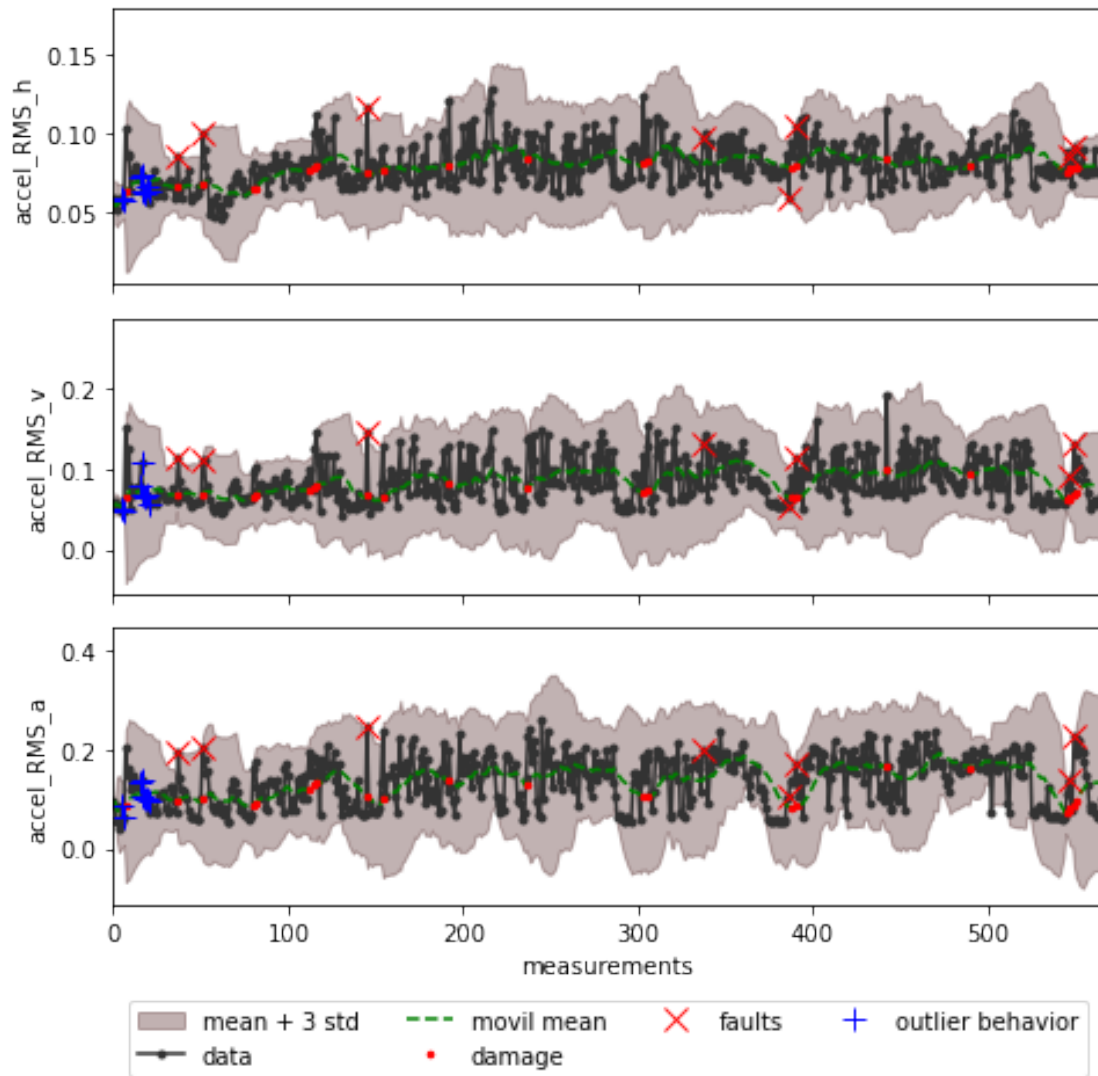 0.15
0.10
0.05
accel_RMS_h
0.2
0.1
0.0
accel_RMS_v
0.4
0.2
0.0
accel_RMS_a
0 100 200 300 400 500
measurements
mean + 3 std movil mean faults outlier behavior
data damage